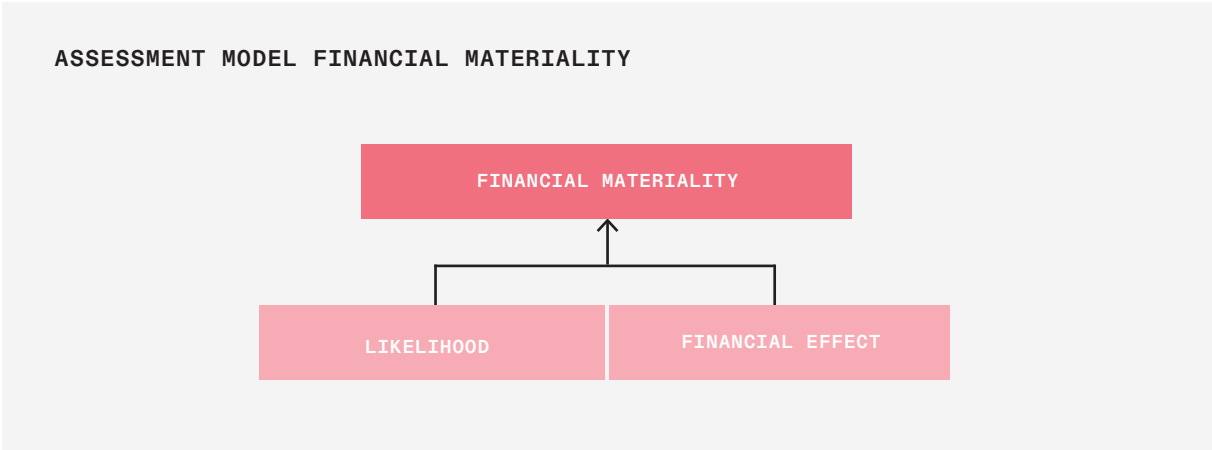 ASSESSMENT MODEL FINANCIAL MATERIALITY
FINANCIAL MATERIALITY
LIKELIHOOD
FINANCIAL EFFECT